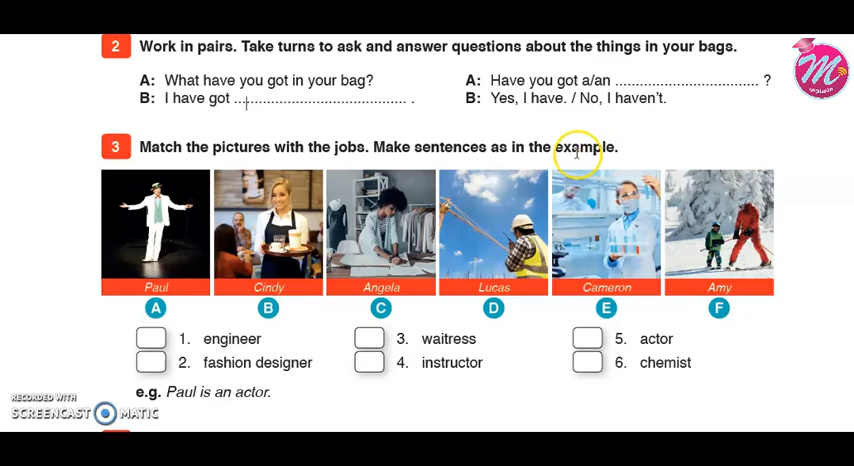 2 Work in pairs. Take turns to ask and answer questions about the things in your bags.
A: What have you got in your bag?
B: I have got ............................................ .
A: Have you got a/an ................................... ?
B: Yes, I have. / No, I haven't.
3 Match the pictures with the jobs. Make sentences as in the example.
Paul Cindy Angela Lucas Cameron Amy
A B C D E F
1. engineer 3. waitress 5. actor
2. fashion designer 4. instructor 6. chemist
e.g. Paul is an actor.
RECORDED WITH
SCREENCAST MATIC